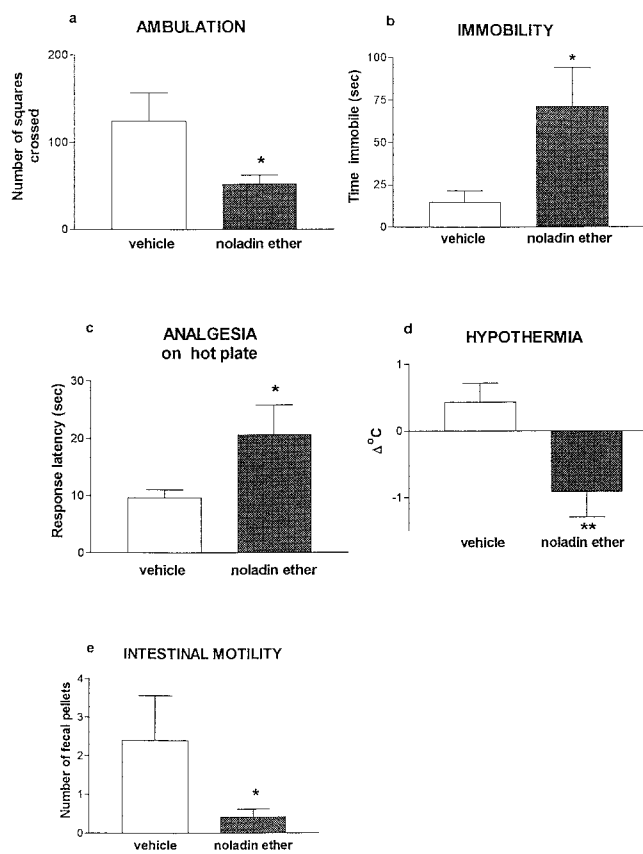 a
AMBULATION
Number of squares
crossed
200
100
0
*
vehicle noladin ether
b
IMMOBILITY
Time immobile (sec)
100
75
50
25
0
*
vehicle noladin ether
c
ANALGESIA
on hot plate
Response latency (sec)
30
20
10
0
*
vehicle noladin ether
d
HYPOTHERMIA
Δ°C
1
0
-1
**
vehicle noladin ether
e
INTESTINAL MOTILITY
Number of fecal pellets
4
3
2
1
0
*
vehicle noladin ether